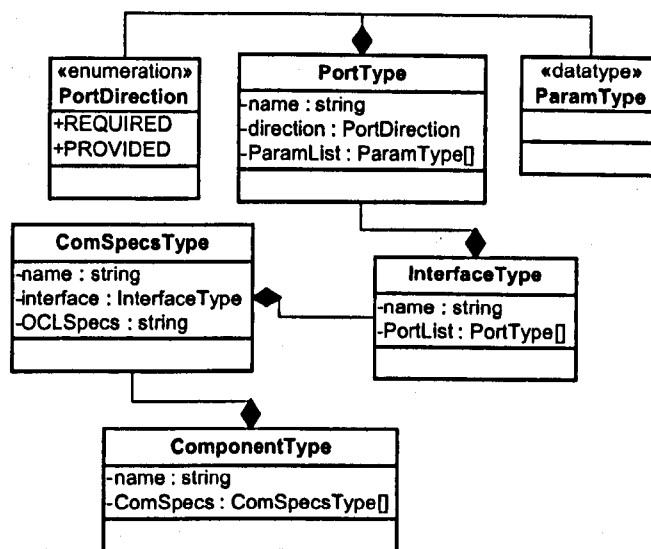 «enumeration»
PortDirection
+REQUIRED
+PROVIDED
PortType
-name : string
-direction : PortDirection
-ParamList : ParamType[]
«datatype»
ParamType
ComSpecsType
-name : string
-interface : InterfaceType
-OCLSpecs : string
InterfaceType
-name : string
-PortList : PortType[]
ComponentType
-name : string
-ComSpecs : ComSpecsType[]